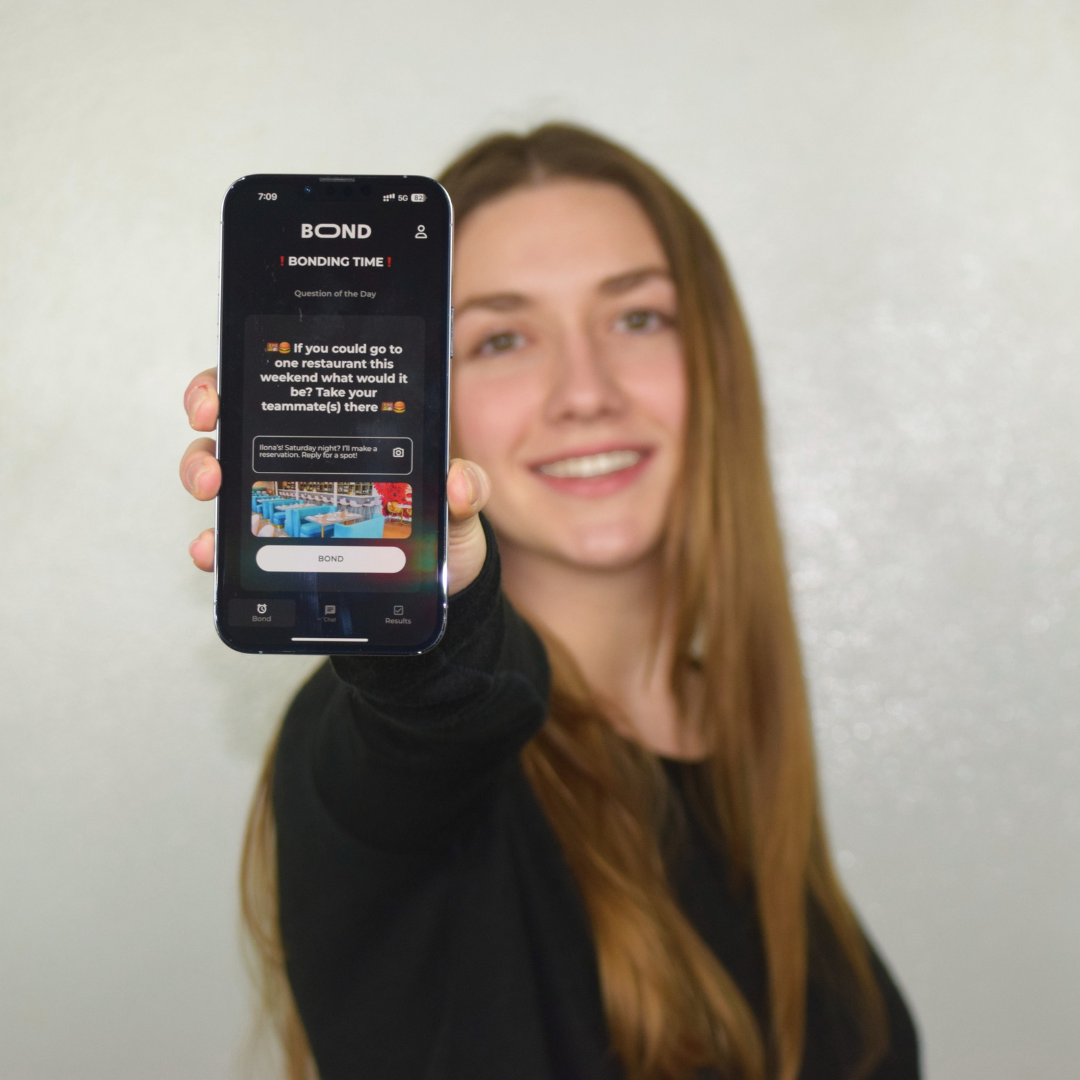 7:09 5G 82
BOND
❗BONDING TIME❗
Question of the Day
🍱🍔 If you could go to
one restaurant this
weekend what would it
be? Take your
teammate(s) there 🍱🍔
Ilona's! Saturday night? I'll make a
reservation. Reply for a spot!
BOND
Bond Chat Results